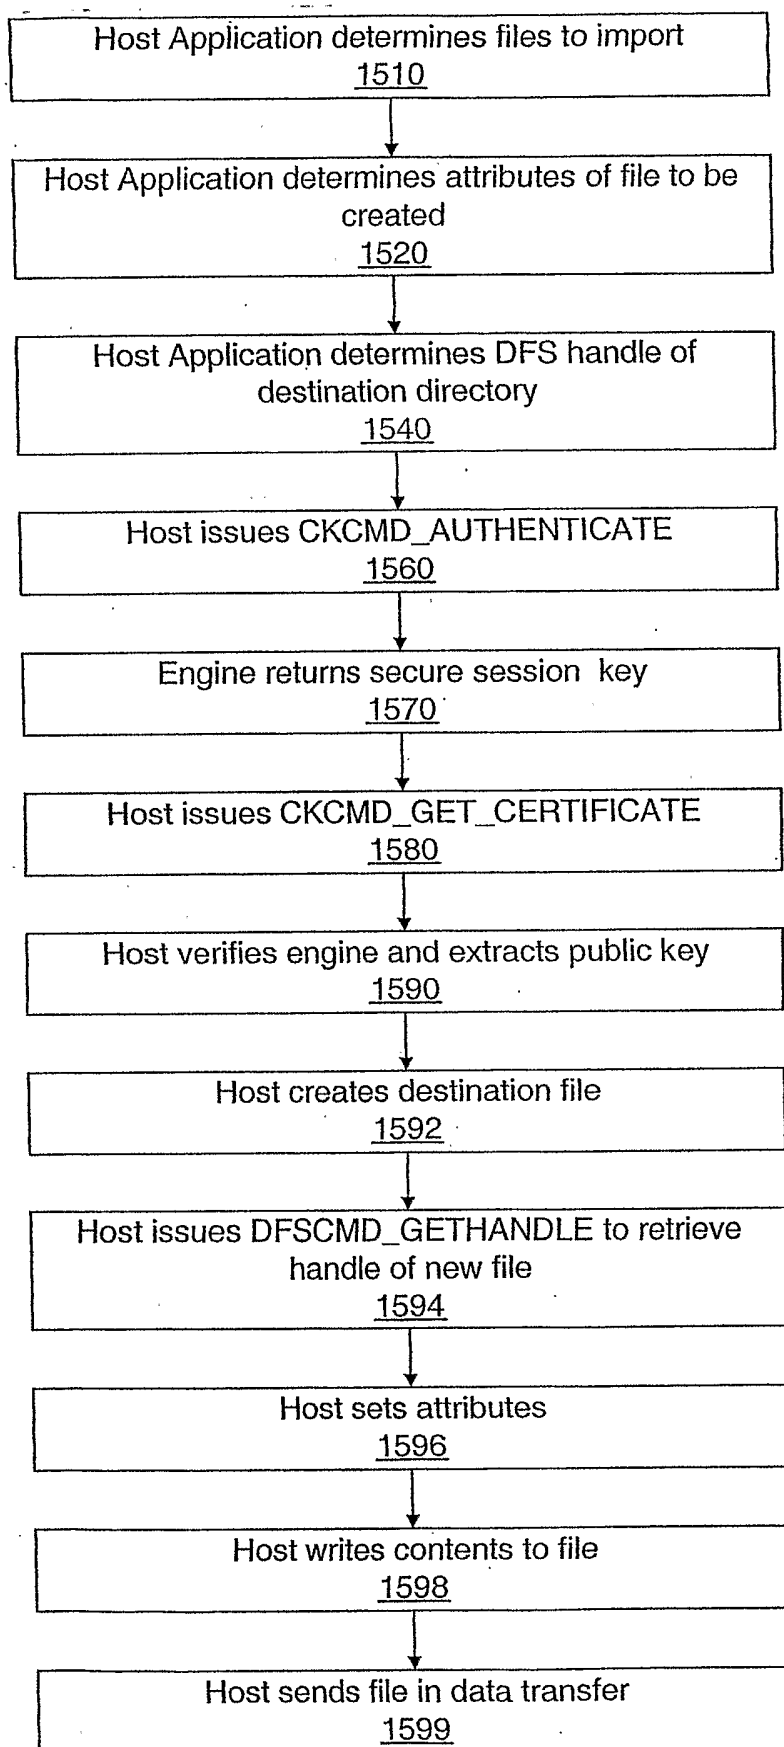 Host Application determines files to import
1510
Host Application determines attributes of file to be
created
1520
Host Application determines DFS handle of
destination directory
1540
Host issues CKCMD_AUTHENTICATE
1560
Engine returns secure session key
1570
Host issues CKCMD_GET_CERTIFICATE
1580
Host verifies engine and extracts public key
1590
Host creates destination file
1592
Host issues DFSCMD_GETHANDLE to retrieve
handle of new file
1594
Host sets attributes
1596
Host writes contents to file
1598
Host sends file in data transfer
1599